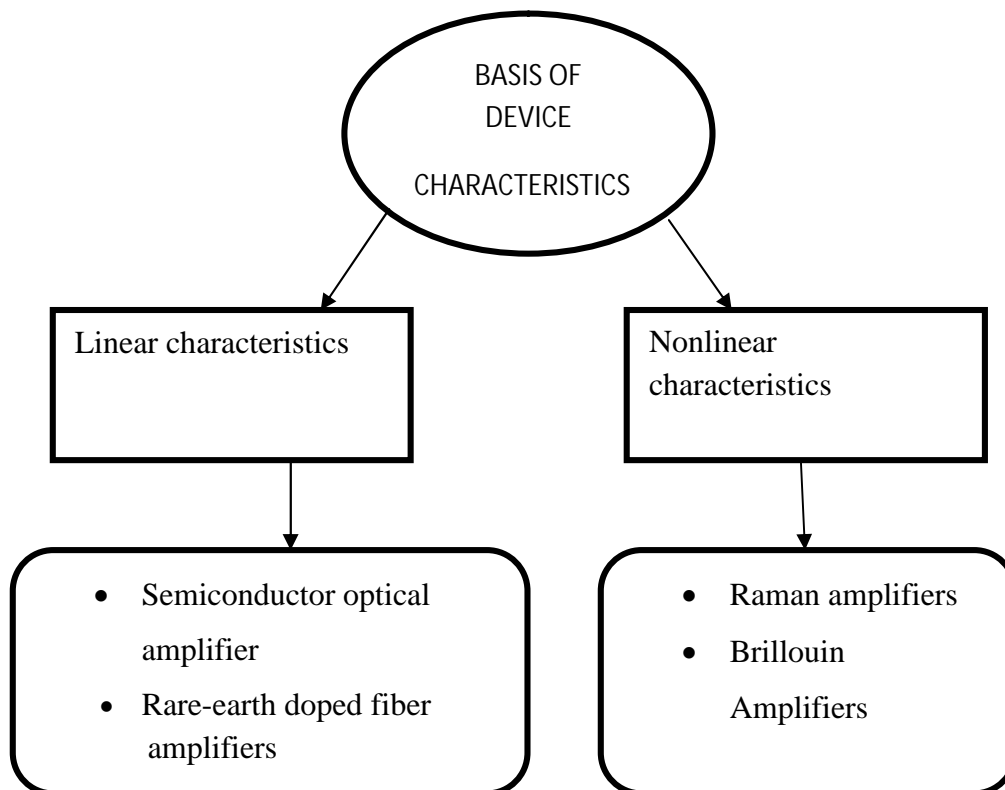 BASIS OF
DEVICE
CHARACTERISTICS
Linear characteristics
Nonlinear
characteristics
• Semiconductor optical
amplifier
• Rare-earth doped fiber
amplifiers
• Raman amplifiers
• Brillouin
Amplifiers